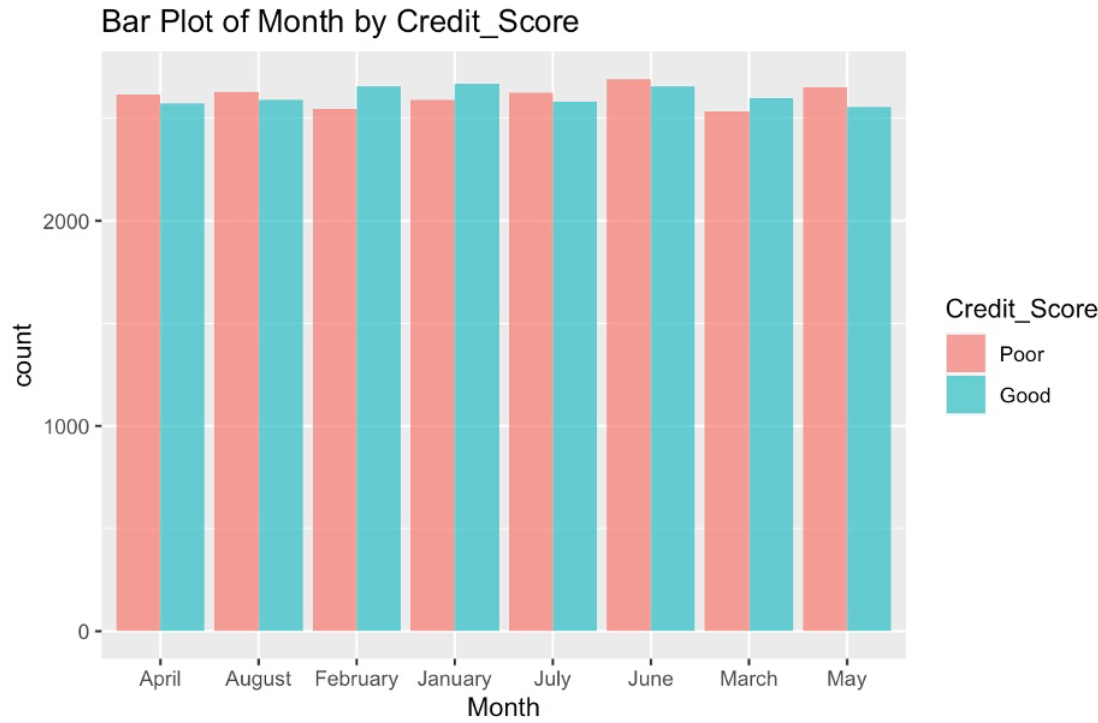 Bar Plot of Month by Credit_Score
count
2000
1000
0
April August February January July June March May
Month
Credit_Score
Poor
Good